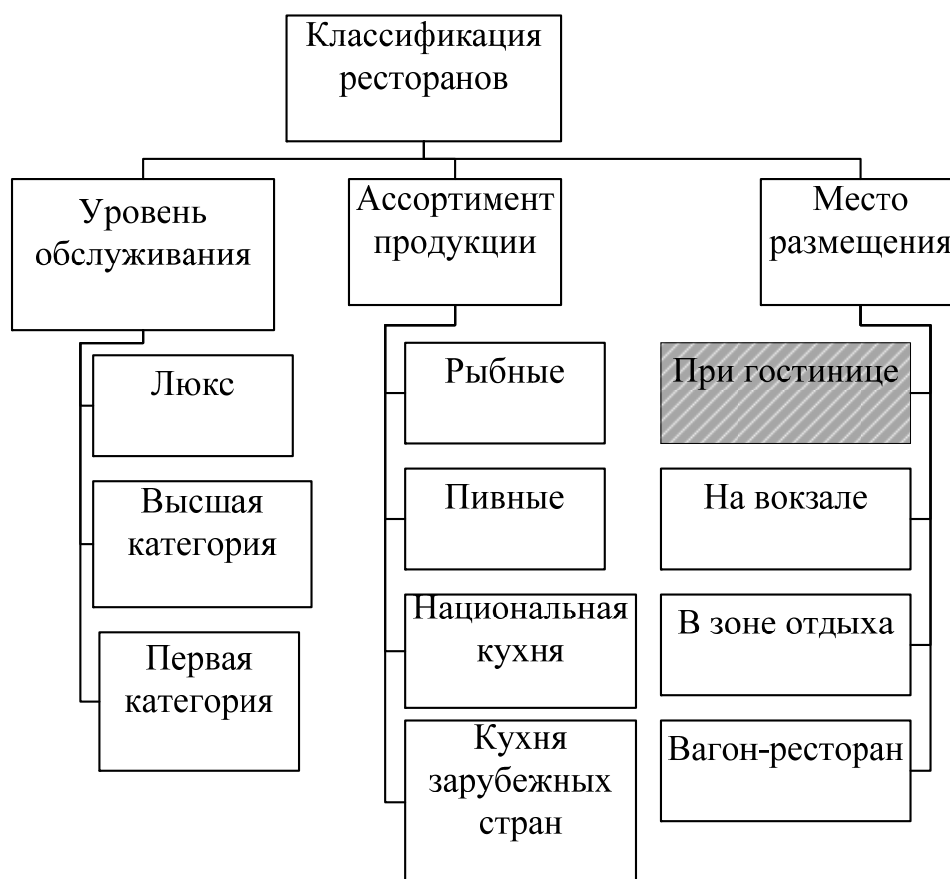 Классификация
ресторанов
Уровень
обслуживания
Ассортимент
продукции
Место
размещения
Люкс
Высшая
категория
Первая
категория
Рыбные
Пивные
Национальная
кухня
Кухня
зарубежных
стран
При гостинице
На вокзале
В зоне отдыха
Вагон-ресторан